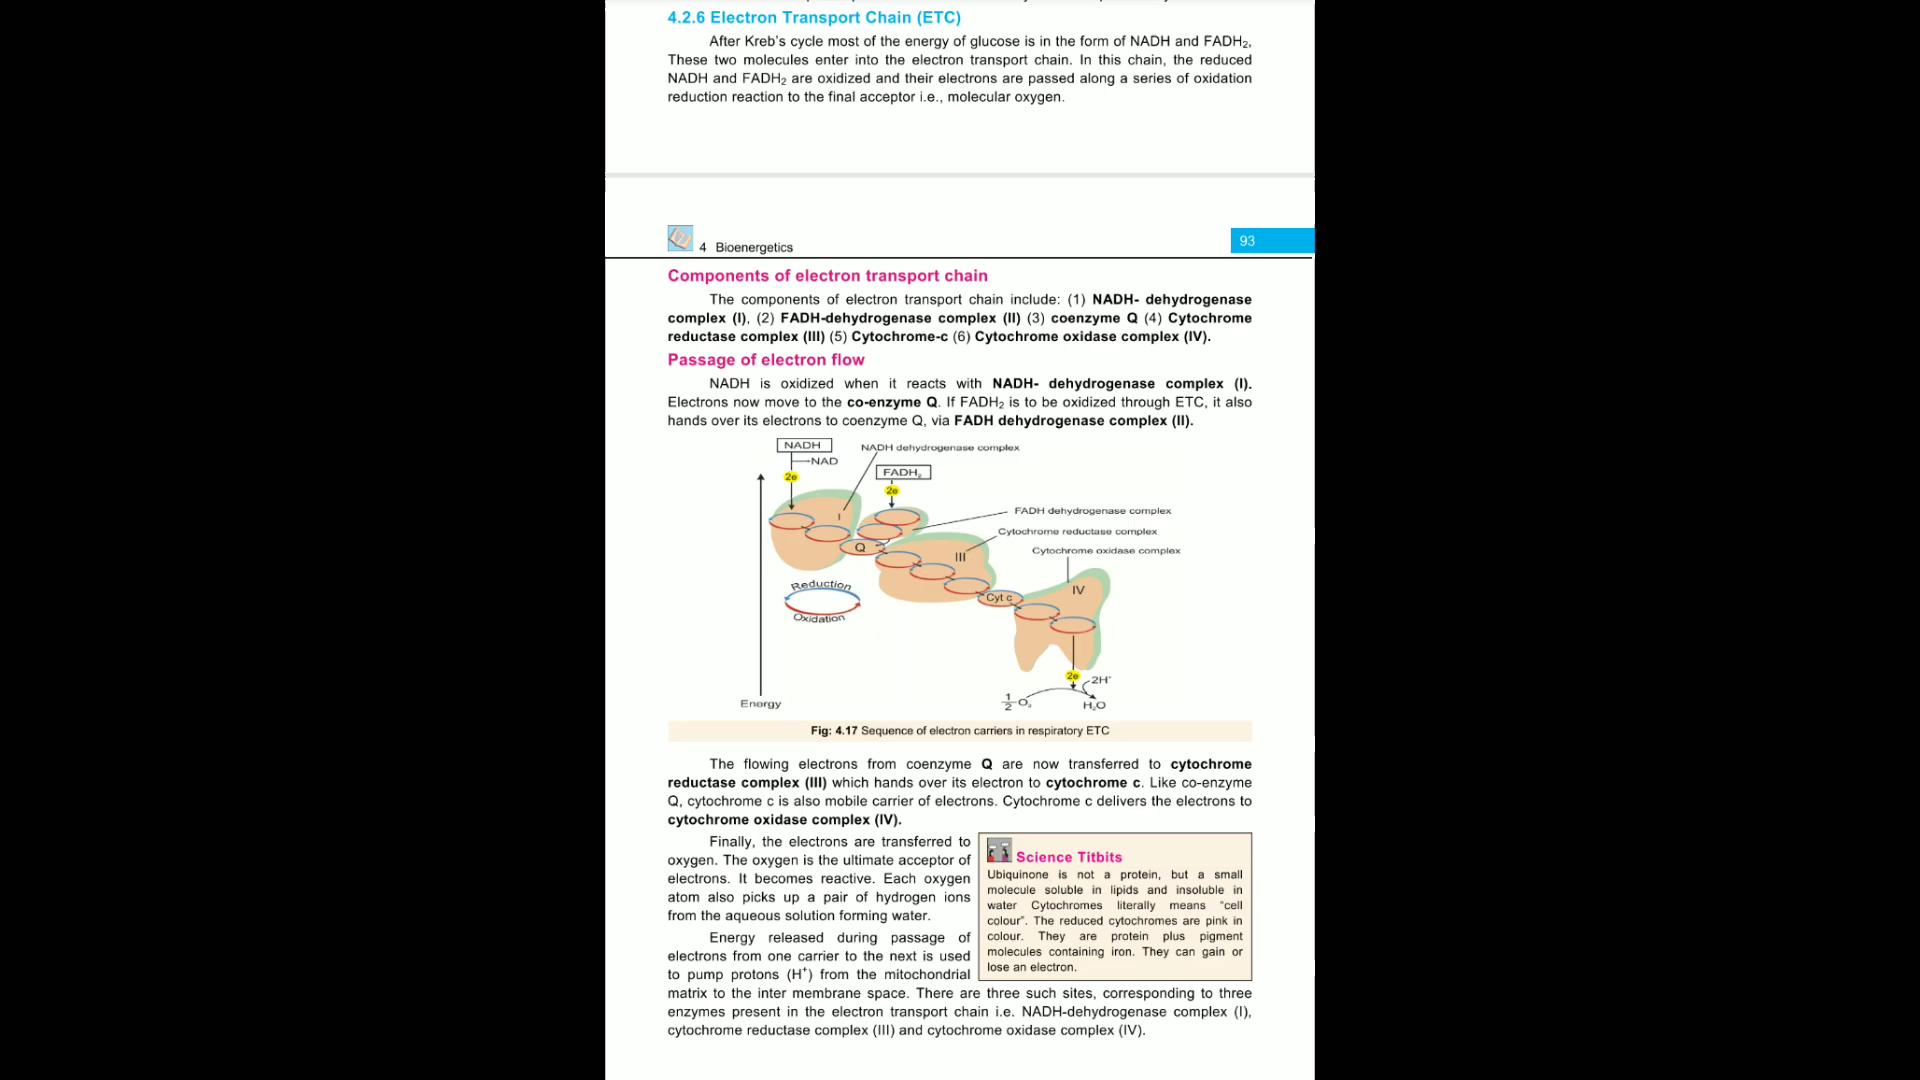 4.2.6 Electron Transport Chain (ETC)
After Kreb's cycle most of the energy of glucose is in the form of NADH and FADH₂,
These two molecules enter into the electron transport chain. In this chain, the reduced
NADH and FADH₂ are oxidized and their electrons are passed along a series of oxidation
reduction reaction to the final acceptor i.e., molecular oxygen.
4 Bioenergetics
93
Components of electron transport chain
The components of electron transport chain include: (1) NADH- dehydrogenase
complex (I), (2) FADH-dehydrogenase complex (II) (3) coenzyme Q (4) Cytochrome
reductase complex (III) (5) Cytochrome-c (6) Cytochrome oxidase complex (IV).
Passage of electron flow
NADH is oxidized when it reacts with NADH- dehydrogenase complex (I).
Electrons now move to the co-enzyme Q. If FADH₂ is to be oxidized through ETC, it also
hands over its electrons to coenzyme Q, via FADH dehydrogenase complex (II).
NADH
NADH dehydrogenase complex
NAD
FADH₂
2e
2e
FADH dehydrogenase complex
I
Cytochrome reductase complex
Q
Cytochrome oxidase complex
III
Reduction
IV
Cyt c
Oxidation
2e
2H⁺
Energy
1/2 O₂
H₂O
Fig: 4.17 Sequence of electron carriers in respiratory ETC
The flowing electrons from coenzyme Q are now transferred to cytochrome
reductase complex (III) which hands over its electron to cytochrome c. Like co-enzyme
Q, cytochrome c is also mobile carrier of electrons. Cytochrome c delivers the electrons to
cytochrome oxidase complex (IV).
Finally, the electrons are transferred to
oxygen. The oxygen is the ultimate acceptor of
electrons. It becomes reactive. Each oxygen
atom also picks up a pair of hydrogen ions
from the aqueous solution forming water.
Energy released during passage of
electrons from one carrier to the next is used
to pump protons (H⁺) from the mitochondrial
matrix to the inter membrane space. There are three such sites, corresponding to three
enzymes present in the electron transport chain i.e. NADH-dehydrogenase complex (I),
cytochrome reductase complex (III) and cytochrome oxidase complex (IV).
Science Titbits
Ubiquinone is not a protein, but a small
molecule soluble in lipids and insoluble in
water Cytochromes literally means "cell
colour". The reduced cytochromes are pink in
colour. They are protein plus pigment
molecules containing iron. They can gain or
lose an electron.